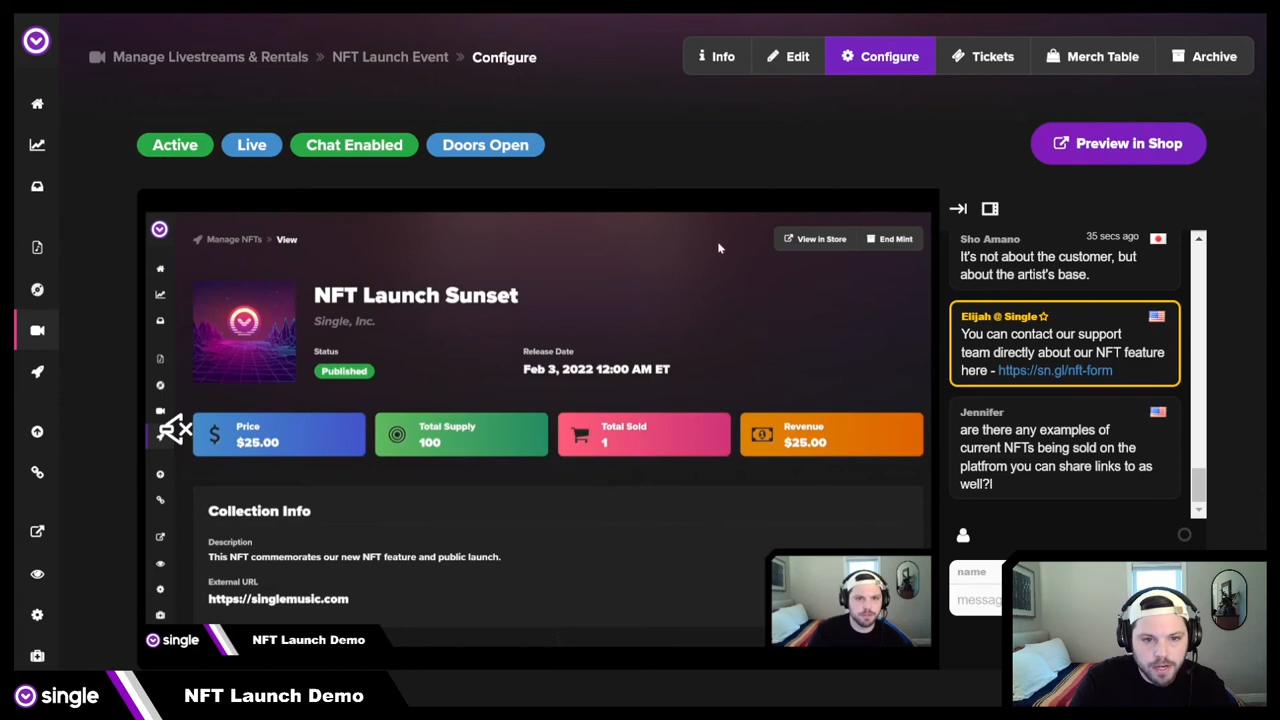 Manage Livestreams & Rentals » NFT Launch Event » Configure
Info
Edit
Configure
Tickets
Merch Table
Archive
Active
Live
Chat Enabled
Doors Open
Preview in Shop
Manage NFTs > View
View in Store
End Mint
NFT Launch Sunset
Single, Inc.
Status
Published
Release Date
Feb 3, 2022 12:00 AM ET
Price
$25.00
Total Supply
100
Total Sold
1
Revenue
$25.00
Collection Info
Description
This NFT commemorates our new NFT feature and public launch.
External URL
https://singlemusic.com
single
NFT Launch Demo
Sho Amano
35 secs ago
It's not about the customer, but
about the artist's base.
Elijah @ Single☆
You can contact our support
team directly about our NFT feature
here - https://sn.gl/nft-form
Jennifer
are there any examples of
current NFTs being sold on the
platfrom you can share links to as
well?!
name
messag
single
NFT Launch Demo